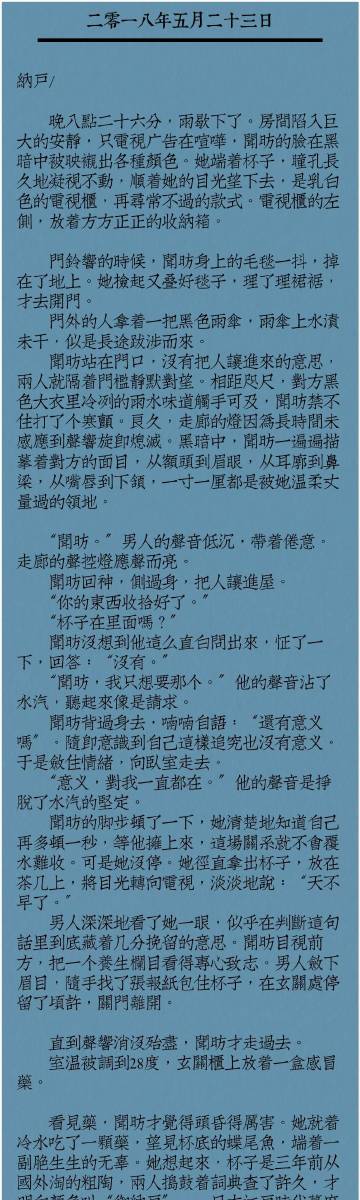 二零一八年五月二十三日
納戸/
晚八點二十六分，雨歇下了。房間陷入巨
大的安靜，只電視广告在喧嘩，聞昉的臉在黑
暗中被映襯出各種顏色。她端着杯子，瞳孔長
久地凝視不動，順着她的目光望下去，是乳白
色的電視櫃，再尋常不過的款式。電視櫃的左
側，放着方方正正的收納箱。
門鈴響的時候，聞昉身上的毛毯一抖，掉
在了地上。她撿起又叠好毯子，理了理裙裾，
才去開門。
門外的人拿着一把黑色雨傘，雨傘上水漬
未干，似是長途跋涉而來。
聞昉站在門口，沒有把人讓進來的意思，
兩人就隔着門檻靜默對望。相距咫尺，對方黑
色大衣里冷冽的雨水味道觸手可及，聞昉禁不
住打了个寒顫。良久，走廊的燈因為長時間未
感應到聲響旋即熄滅。黑暗中，聞昉一遍遍描
摹着對方的面目，从額頭到眉眼，从耳廓到鼻
梁，从嘴唇到下頷，一寸一厘都是被她温柔丈
量過的領地。
“聞昉。”男人的聲音低沉，帶着倦意。
走廊的聲控燈應聲而亮。
聞昉回神，側過身，把人讓進屋。
“你的東西收拾好了。”
“杯子在里面嗎？”
聞昉沒想到他這么直白問出來，怔了一
下，回答：“沒有。”
“聞昉，我只想要那个。”他的聲音沾了
水汽，聽起來像是請求。
聞昉背過身去，喃喃自語：“還有意义
嗎”。隨即意識到自己這樣追究也沒有意义。
于是斂住情緒，向臥室走去。
“意义，對我一直都在。”他的聲音是掙
脫了水汽的堅定。
聞昉的脚步頓了一下，她清楚地知道自己
再多頓一秒，等他擁上來，這場關系就不會覆
水難收。可是她沒停。她徑直拿出杯子，放在
茶几上，將目光轉向電視，淡淡地說：“天不
早了。”
男人深深地看了她一眼，似乎在判斷這句
話里到底藏着几分挽留的意思。聞昉目視前
方，把一个養生欄目看得專心致志。男人斂下
眉目，隨手找了張報紙包住杯子，在玄關處停
留了頃許，關門離開。
直到聲響消沒殆盡，聞昉才走過去。
室温被調到28度，玄關櫃上放着一盒感冒
藥。
看見藥，聞昉才覺得頭昏得厲害。她就着
冷水吃了一顆藥，望見杯底的蝶尾魚，端着一
副脆生生的无辜。她想起來，杯子是三年前从
國外淘的粗陶，兩人搗鼓着詞典查了許久，才